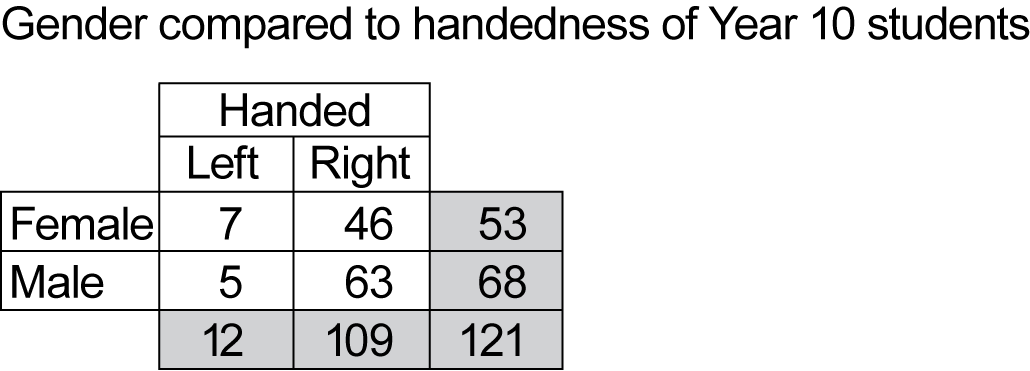 Gender compared to handedness of Year 10 students
Handed
Left Right
Female 7 46 53
Male 5 63 68
12 109 121